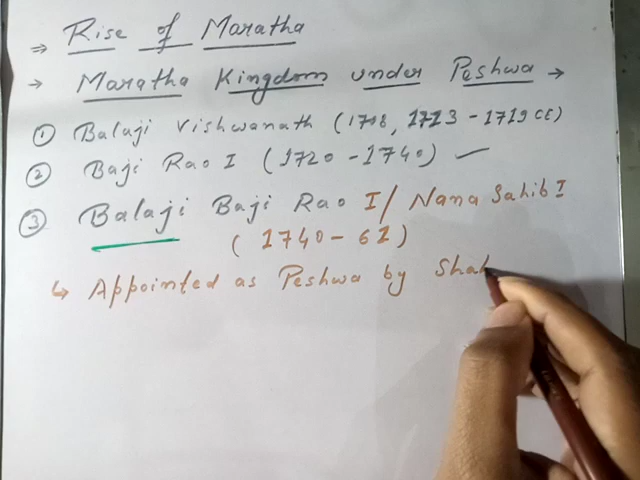 ⇒ Rise of Maratha
→ Maratha Kingdom under Peshwa →
① Balaji Vishwanath (1708, 1713 - 1719 CE)
② Baji Rao I (1720 - 1740)
③ Balaji Baji Rao I / Nana Sahib I
(1740 - 61)
↳ Appointed as Peshwa by Shah